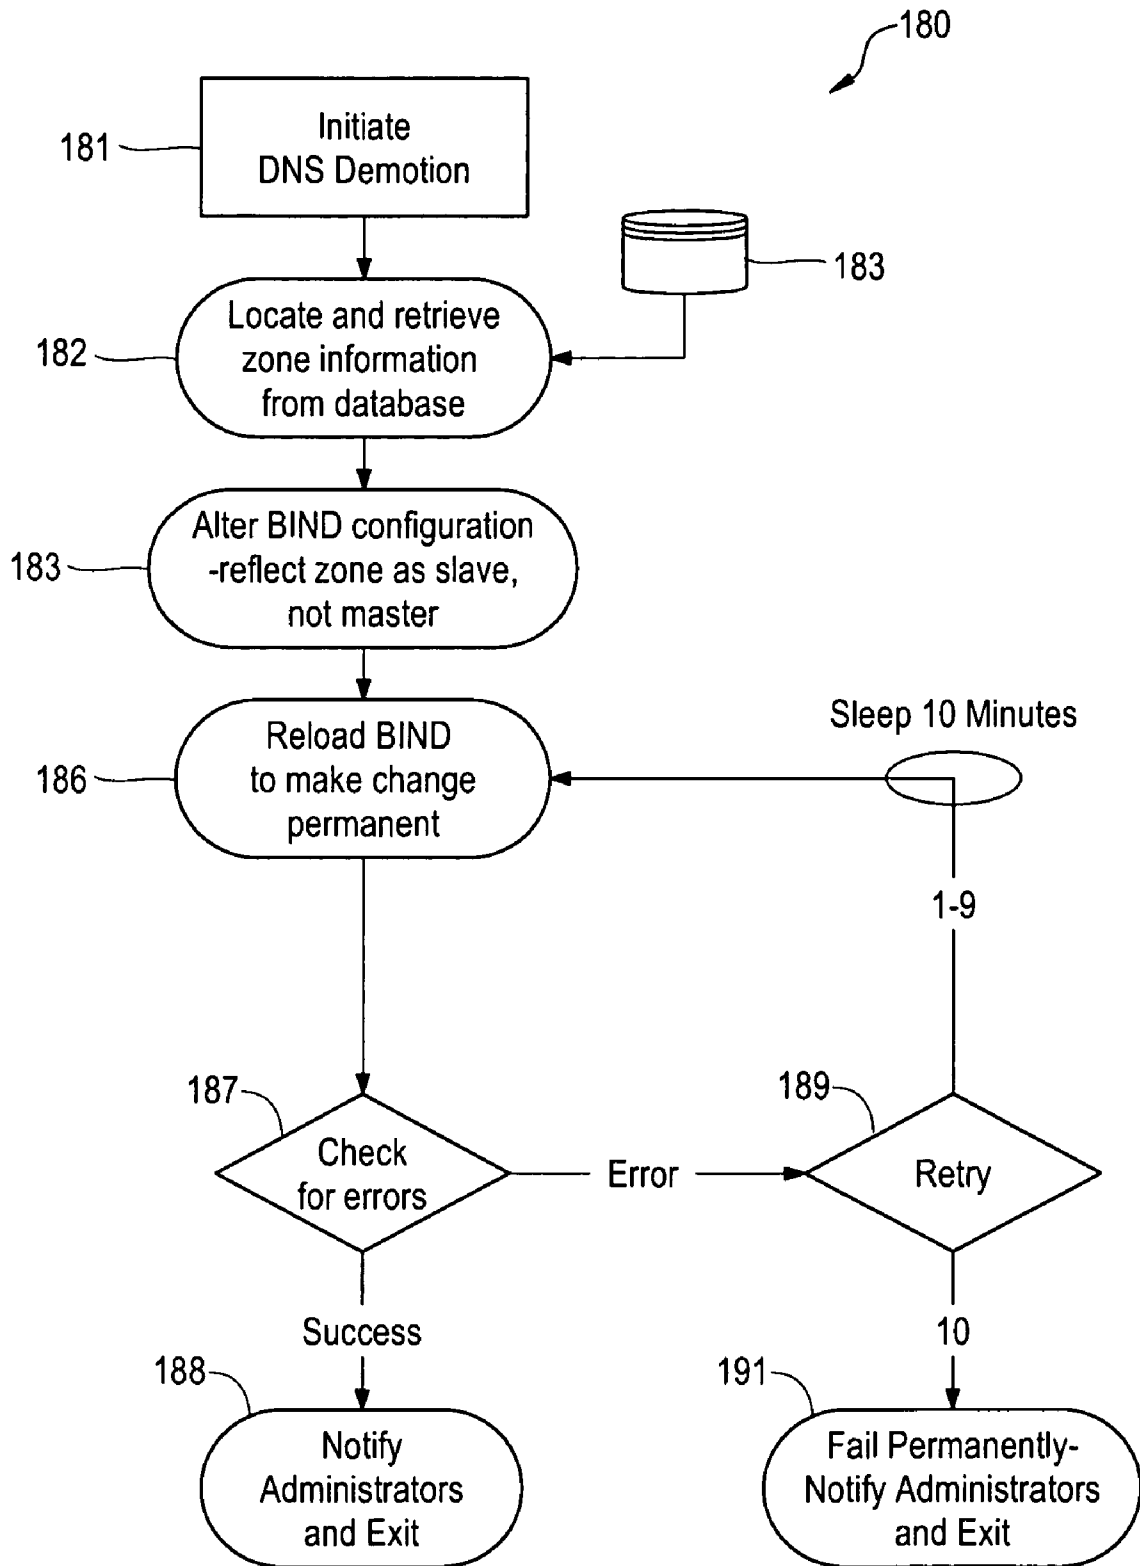 180
181
Initiate
DNS Demotion
183
182
Locate and retrieve
zone information
from database
183
Alter BIND configuration
-reflect zone as slave,
not master
186
Reload BIND
to make change
permanent
Sleep 10 Minutes
1-9
187
Check
for errors
Error
189
Retry
Success
10
188
Notify
Administrators
and Exit
191
Fail Permanently-
Notify Administrators
and Exit